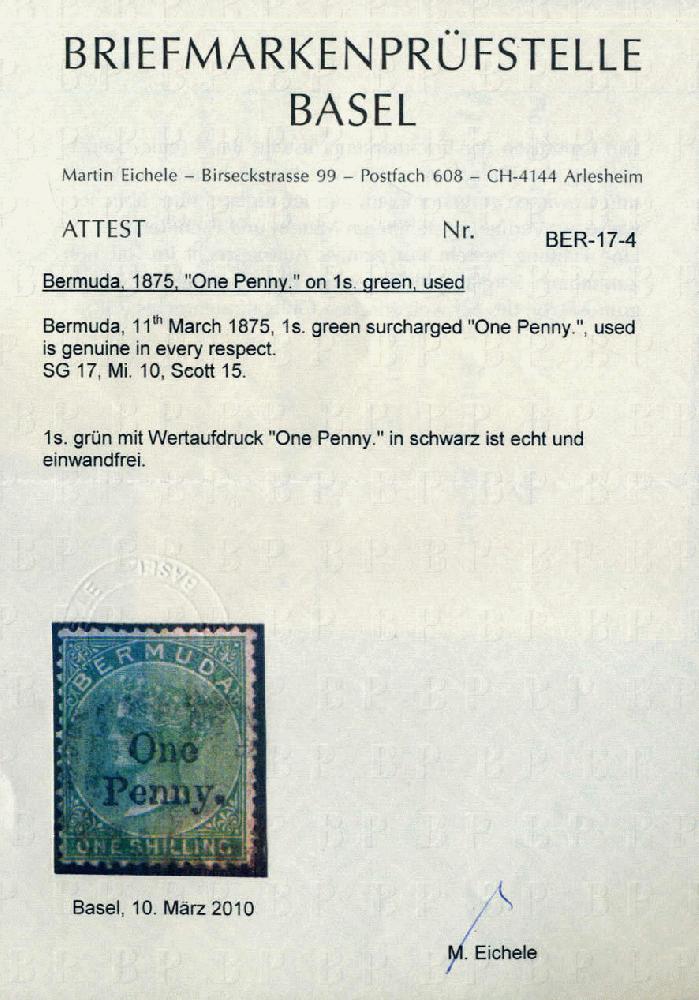 BRIEFMARKENPRÜFSTELLE
BASEL
Martin Eichele – Birseckstrasse 99 – Postfach 608 – CH-4144 Arlesheim
ATTEST Nr. BER-17-4
Bermuda, 1875, "One Penny." on 1s. green, used
Bermuda, 11th March 1875, 1s. green surcharged "One Penny.", used
is genuine in every respect.
SG 17, Mi. 10, Scott 15.
1s. grün mit Wertaufdruck "One Penny." in schwarz ist echt und
einwandfrei.
BASEL
BERMUDA
One
Penny.
ONE SHILLING
Basel, 10. März 2010
M. Eichele